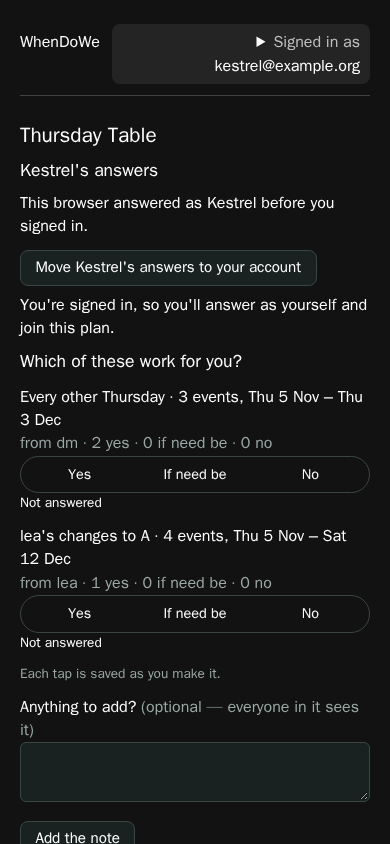 WhenDoWe
▶ Signed in as
kestrel@example.org
Thursday Table
Kestrel's answers
This browser answered as Kestrel before you
signed in.
Move Kestrel's answers to your account
You're signed in, so you'll answer as yourself and
join this plan.
Which of these work for you?
Every other Thursday · 3 events, Thu 5 Nov – Thu
3 Dec
from dm · 2 yes · 0 if need be · 0 no
Yes If need be No
Not answered
lea's changes to A · 4 events, Thu 5 Nov – Sat
12 Dec
from lea · 1 yes · 0 if need be · 0 no
Yes If need be No
Not answered
Each tap is saved as you make it.
Anything to add? (optional — everyone in it sees
it)
Add the note